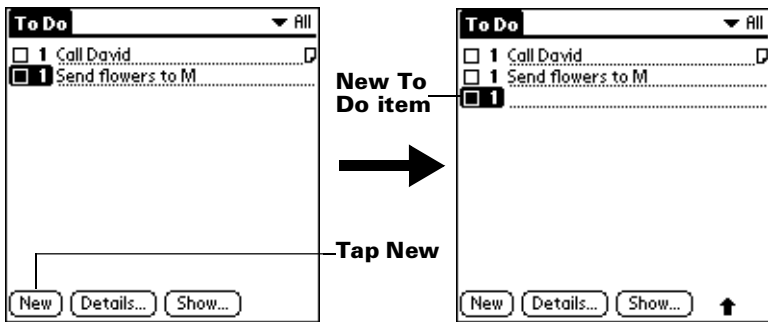 To Do
All
1 Call David
1 Send flowers to M
New
Details...
Show...
New To
Do item
Tap New
To Do
All
1 Call David
1 Send flowers to M
1
New
Details...
Show...